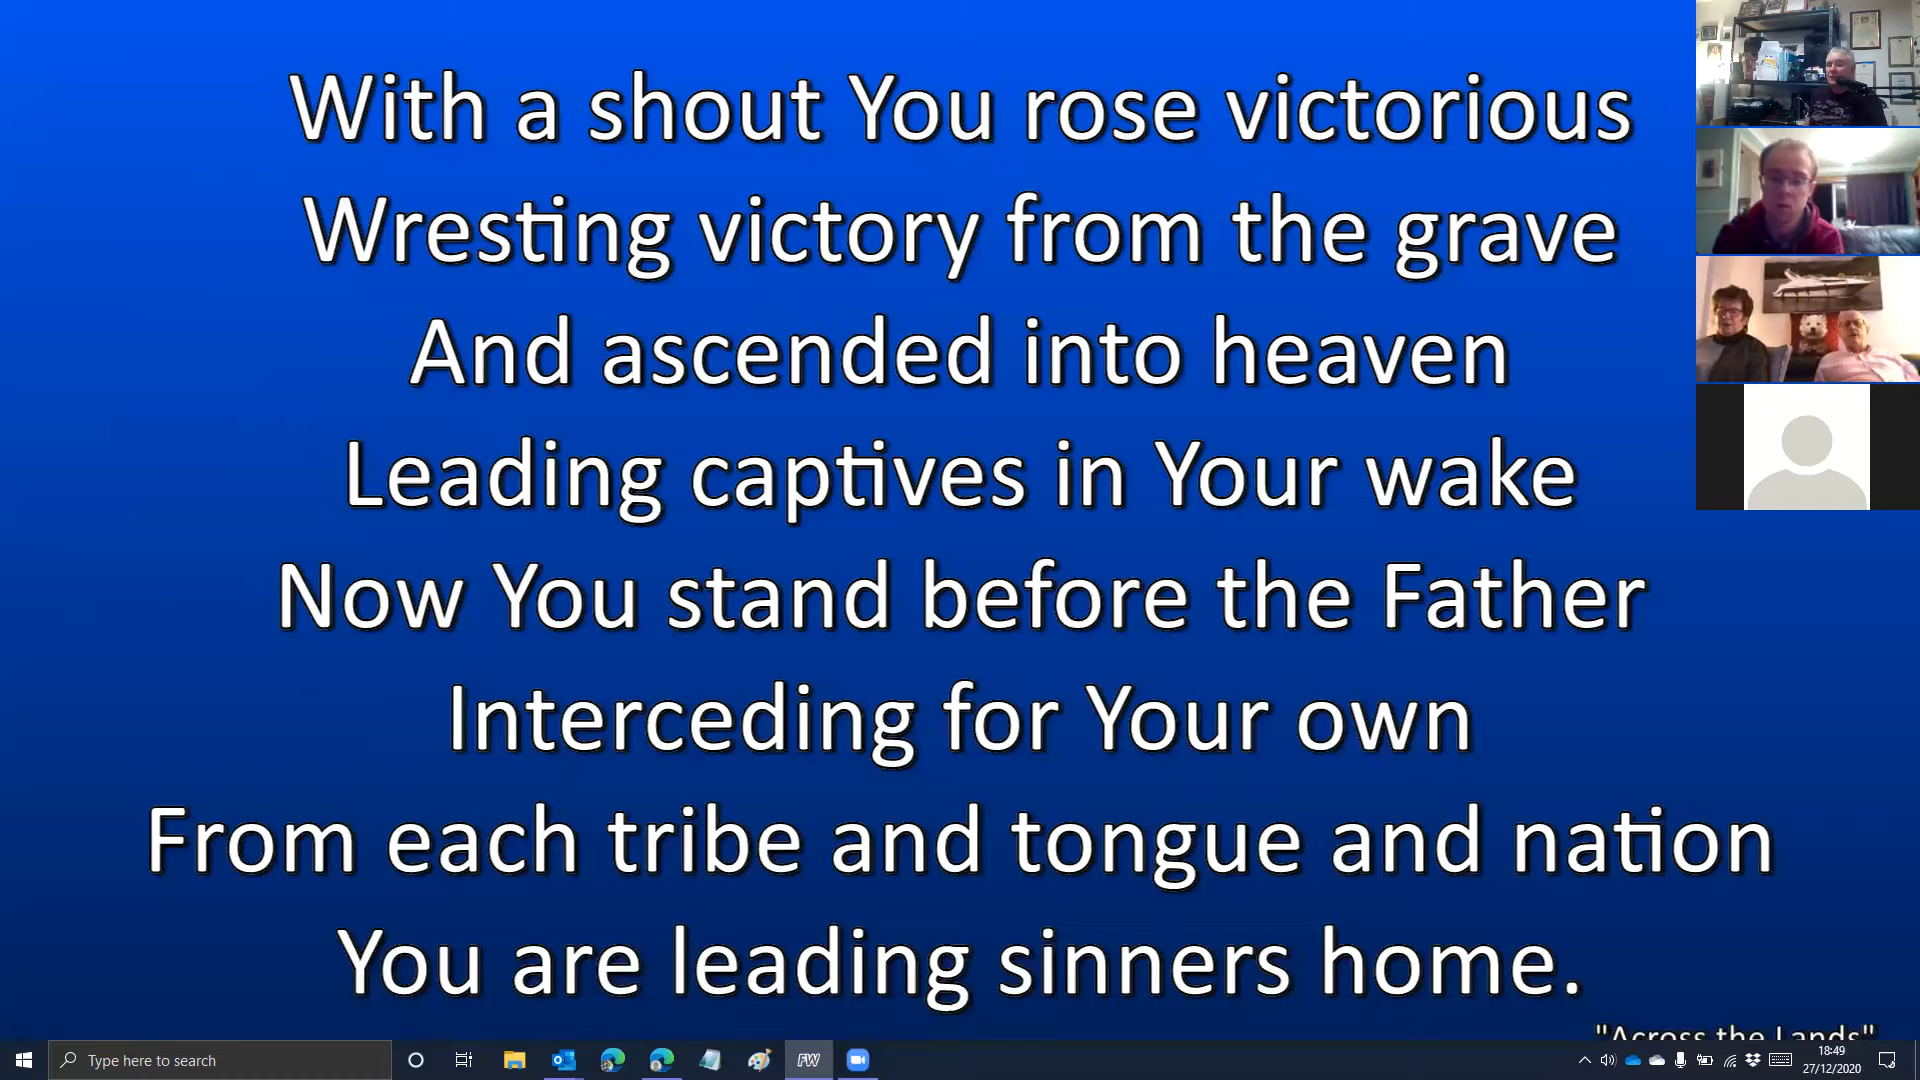 With a shout You rose victorious
Wresting victory from the grave
And ascended into heaven
Leading captives in Your wake
Now You stand before the Father
Interceding for Your own
From each tribe and tongue and nation
You are leading sinners home.
"Across the Lands"
Type here to search
FW
18:49
27/12/2020